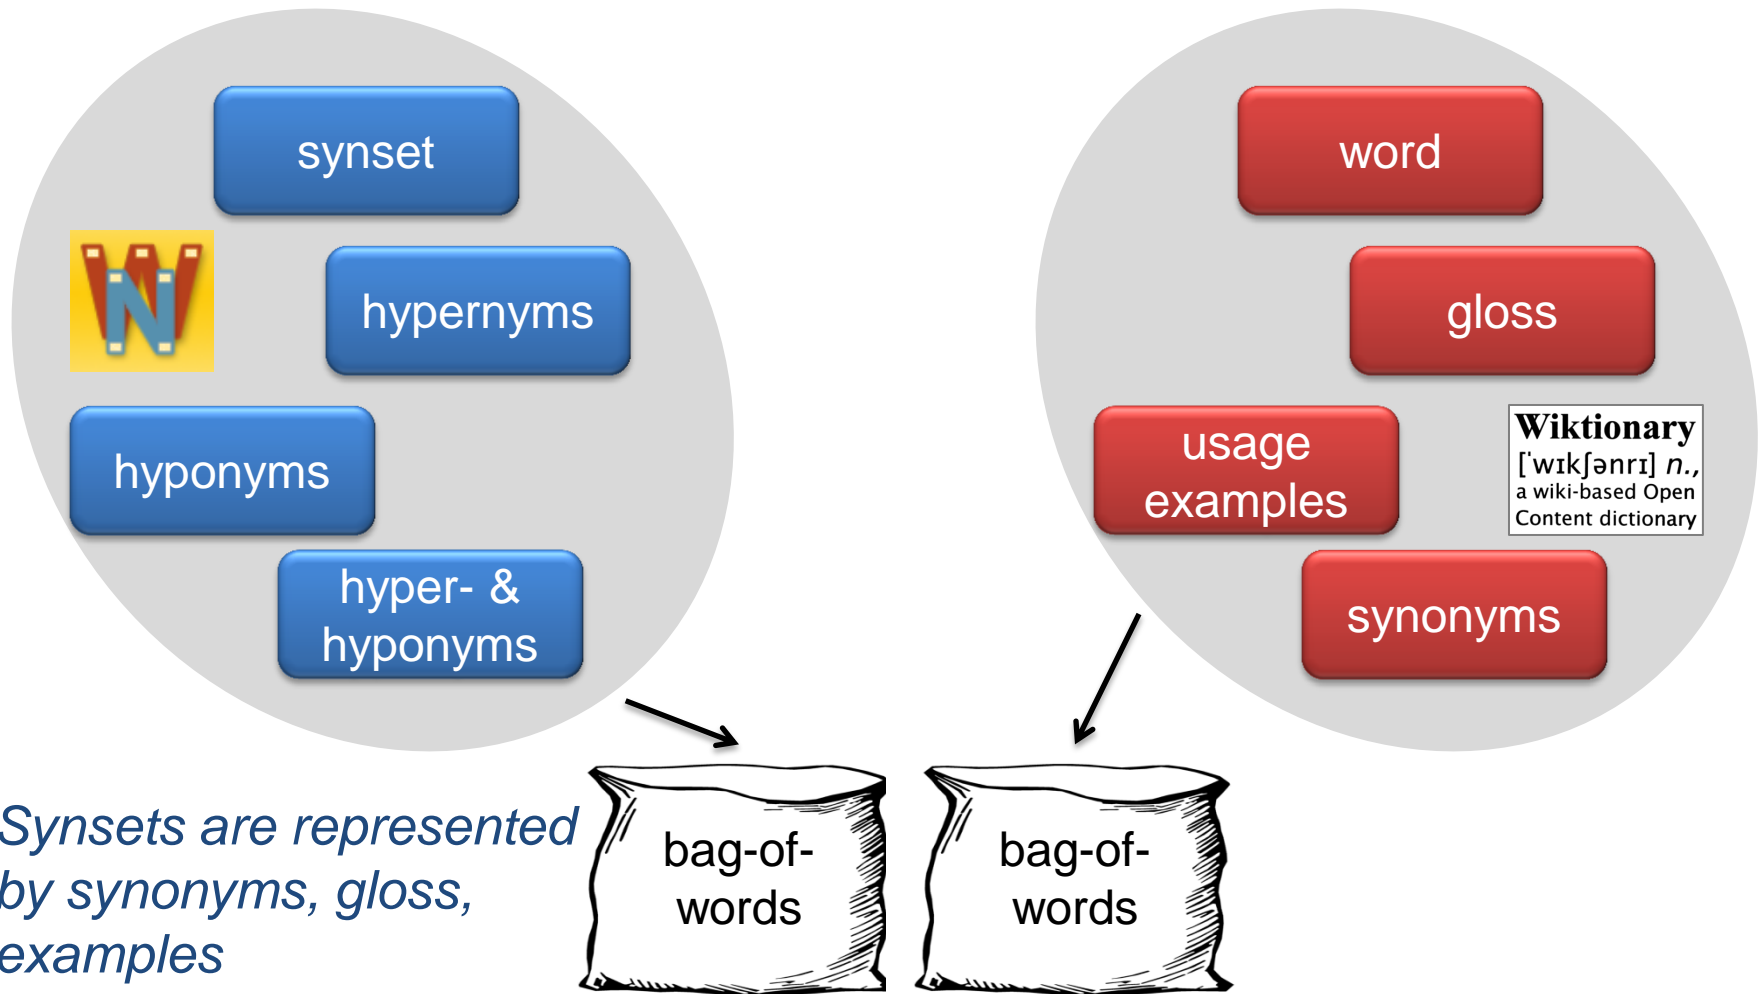 synset
W
N
hypernyms
hyponyms
hyper- &
hyponyms
word
gloss
usage
examples
Wiktionary
['wɪkʃənrɪ] n.,
a wiki-based Open
Content dictionary
synonyms
bag-of-
words
bag-of-
words
Synsets are represented
by synonyms, gloss,
examples